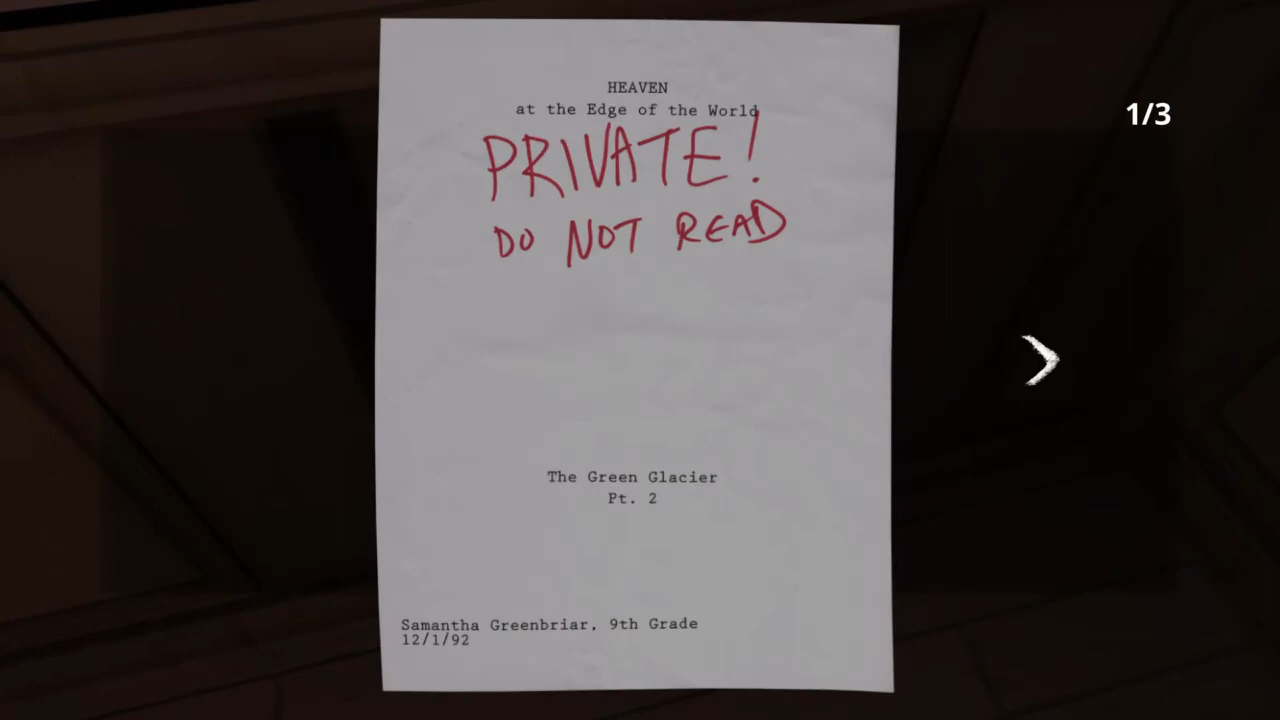 HEAVEN
at the Edge of the World
PRIVATE!
DO NOT READ
The Green Glacier
Pt. 2
Samantha Greenbriar, 9th Grade
12/1/92
1/3